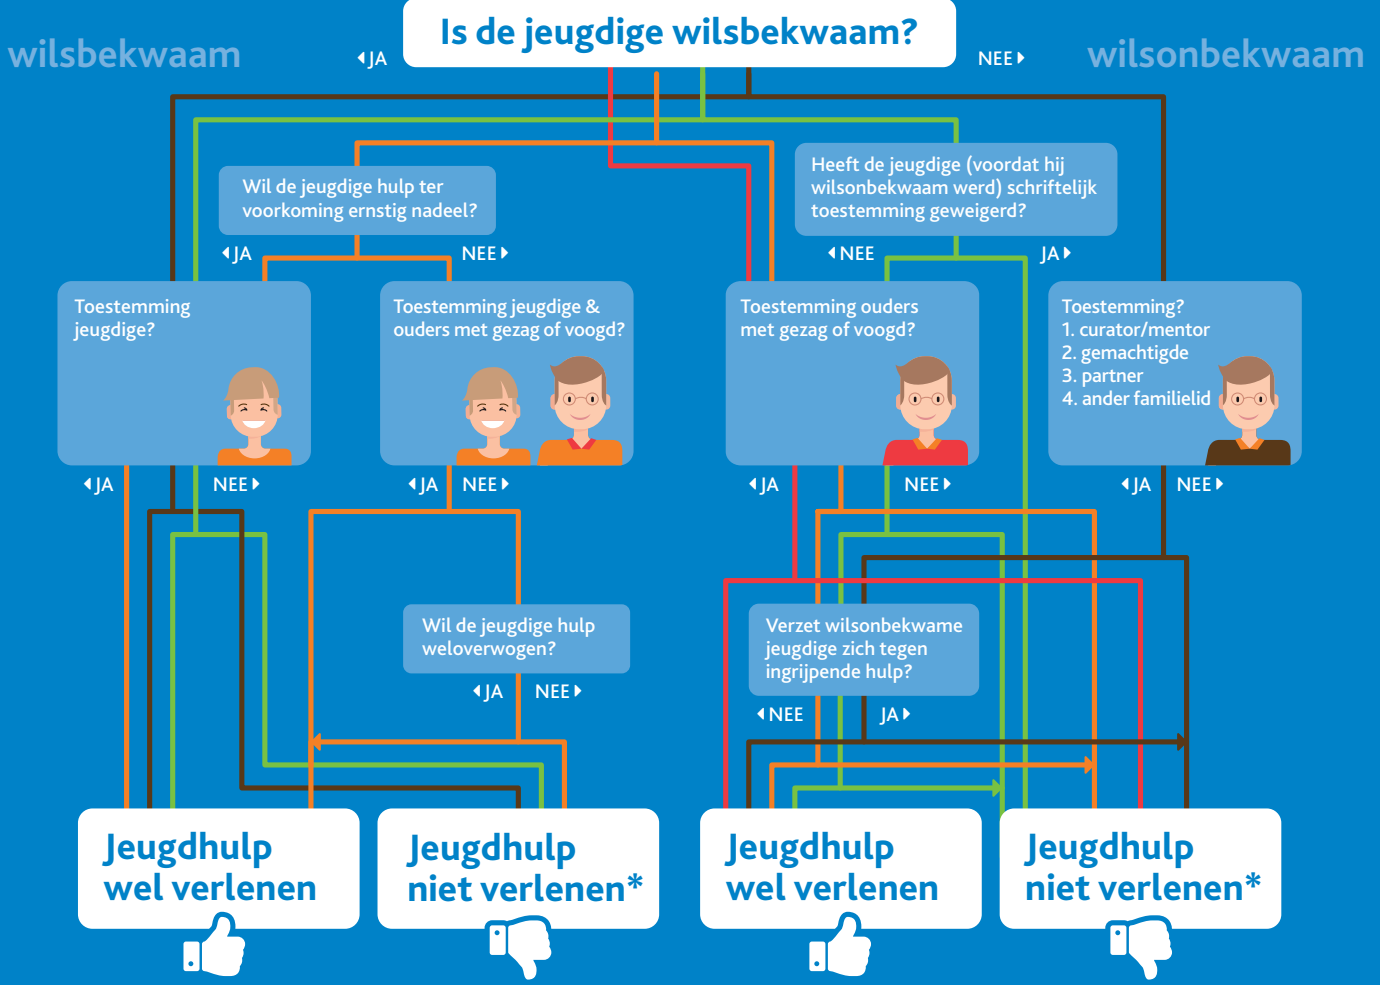 Is de jeugdige wilsbekwaam?
wilsbekwaam
JA
NEE
wilsonbekwaam
Wil de jeugdige hulp ter
voorkoming ernstig nadeel?
JA
NEE
Heeft de jeugdige (voordat hij
wilsonbekwaam werd) schriftelijk
toestemming geweigerd?
NEE
JA
Toestemming
jeugdige?
JA
NEE
Toestemming jeugdige &
ouders met gezag of voogd?
JA
NEE
Toestemming ouders
met gezag of voogd?
JA
NEE
Toestemming?
1. curator/mentor
2. gemachtigde
3. partner
4. ander familielid
JA
NEE
Wil de jeugdige hulp
weloverwogen?
JA
NEE
Verzet wilsonbekwame
jeugdige zich tegen
ingrijpende hulp?
NEE
JA
Jeugdhulp
wel verlenen
Jeugdhulp
niet verlenen*
Jeugdhulp
wel verlenen
Jeugdhulp
niet verlenen*